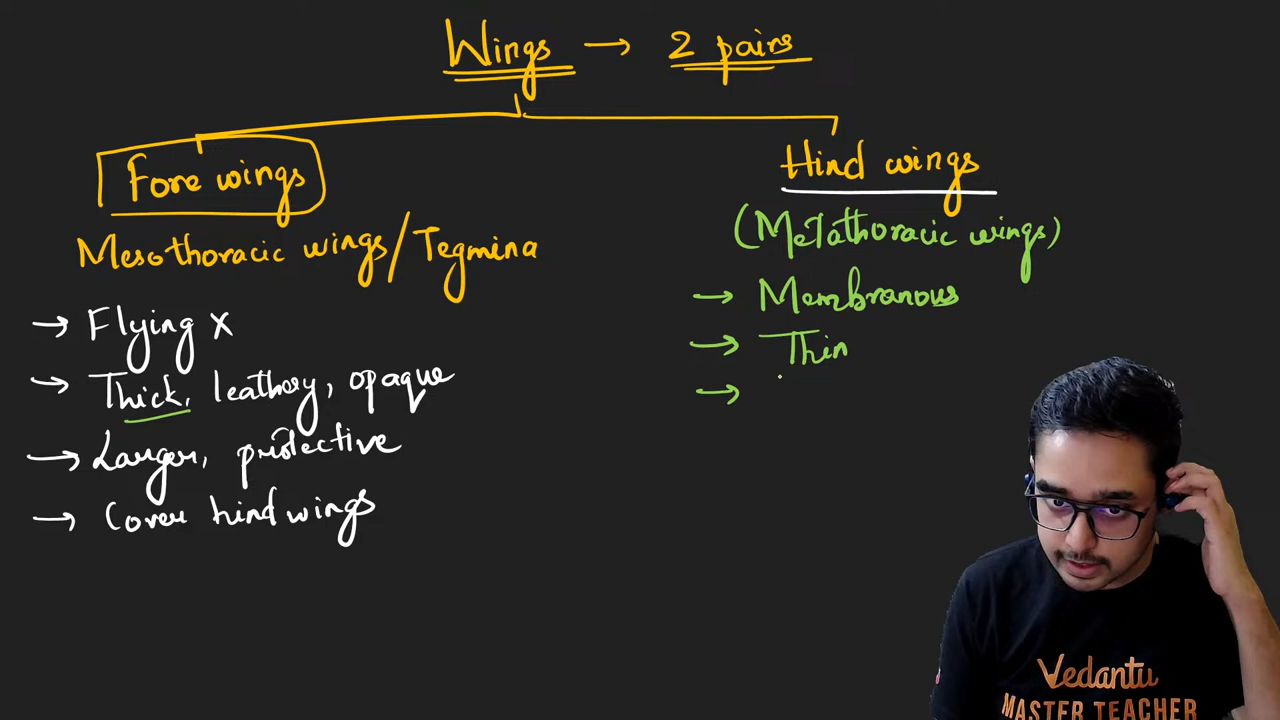 Wings → 2 pairs
Fore wings
Mesothoracic wings/Tegmina
→ Flying x
→ Thick, leathery, opaque
→ Larger, protective
→ Cover hind wings
Hind wings
(Metathoracic wings)
→ Membranous
→ Thin
→
Vedantu
MASTER TEACHER